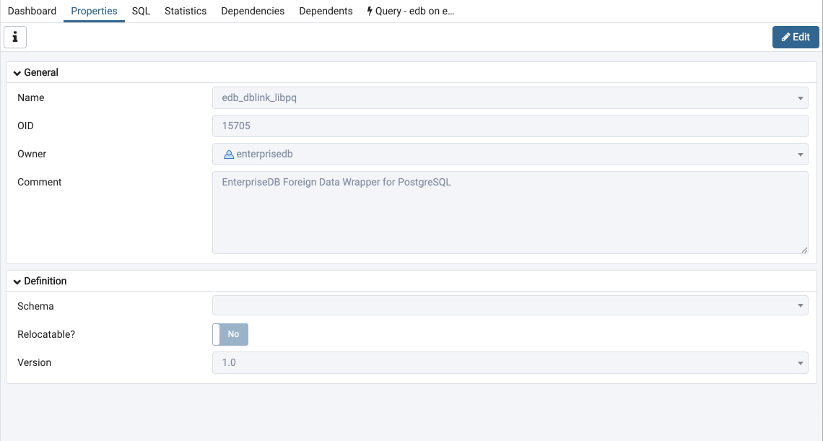 Dashboard Properties SQL Statistics Dependencies Dependents Query - edb on e...
i Edit
General
Name edb_dblink_libpq
OID 15705
Owner enterprisedb
Comment EnterpriseDB Foreign Data Wrapper for PostgreSQL
Definition
Schema
Relocatable? No
Version 1.0